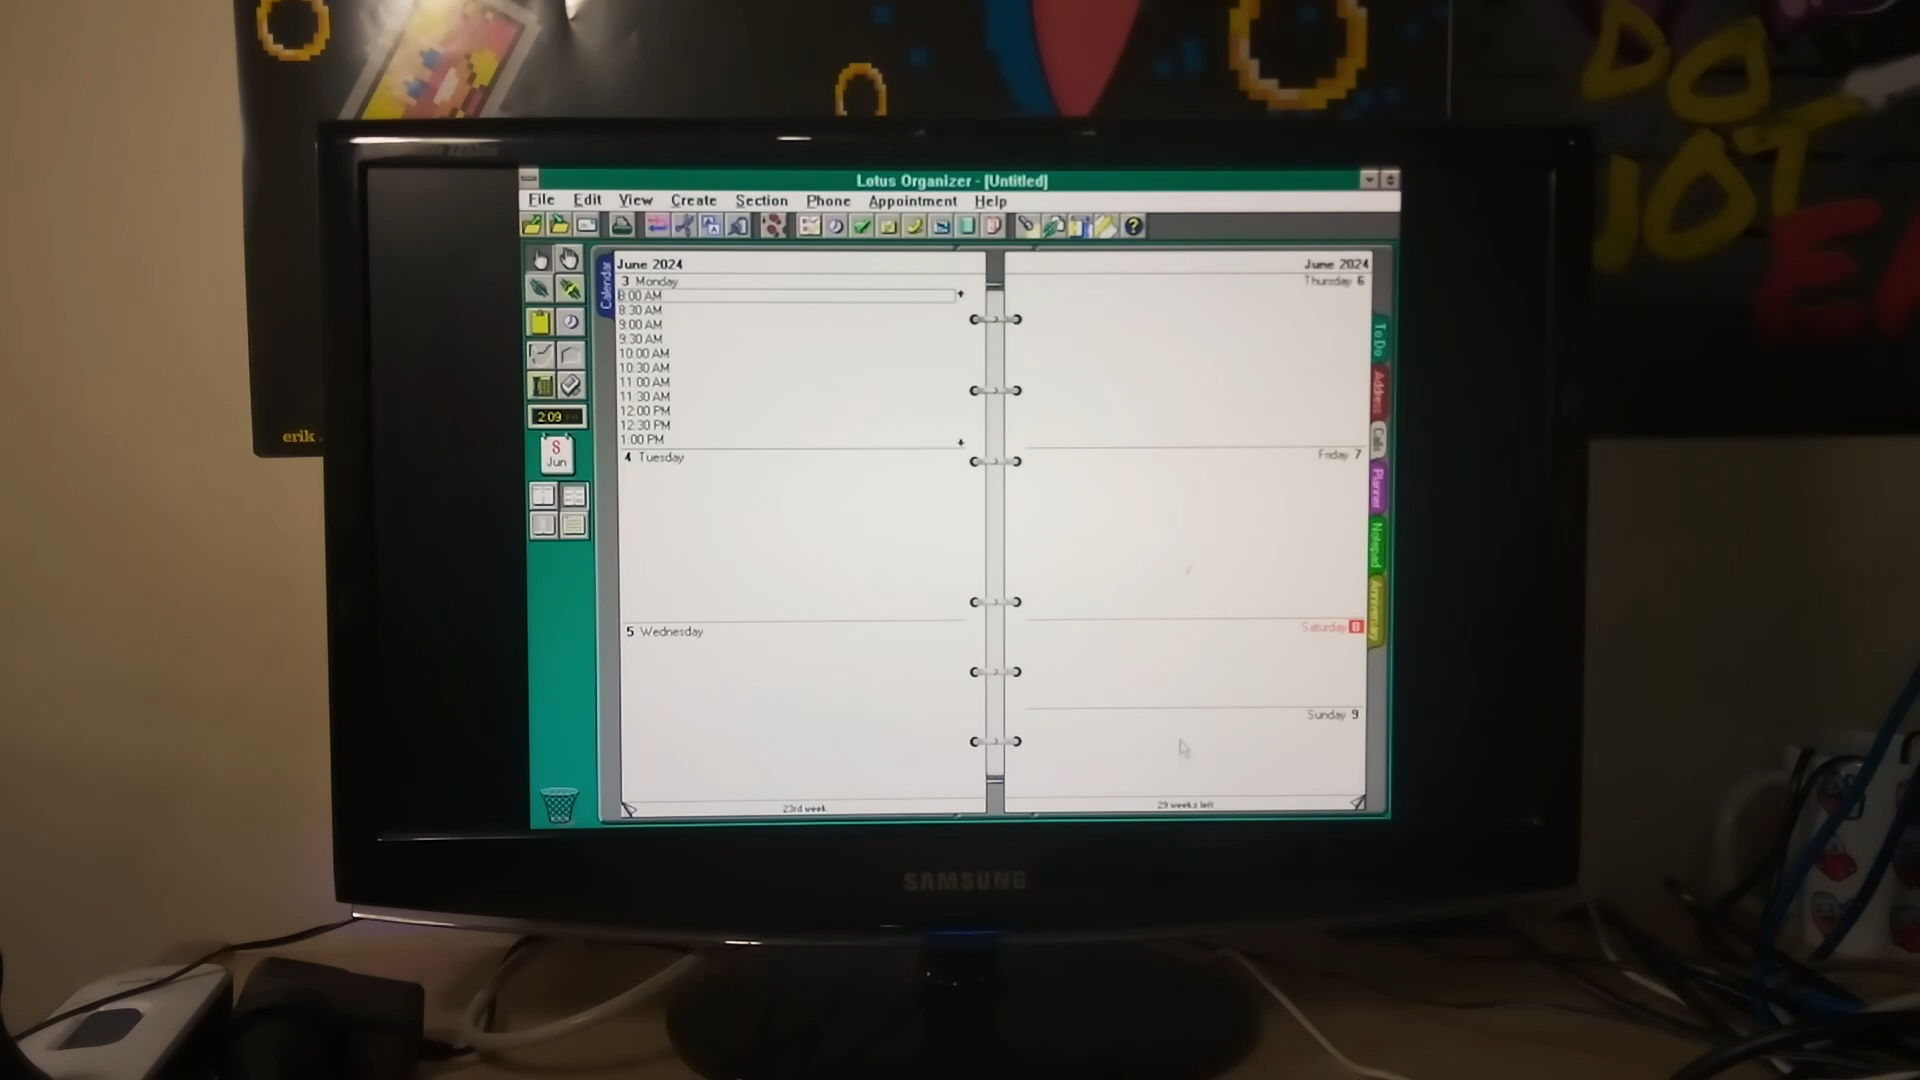 DO
NOT
erik
Lotus Organizer - [Untitled]
File Edit View Create Section Phone Appointment Help
Calendar
June 2024
3 Monday
8:00 AM
8:30 AM
9:00 AM
9:30 AM
10:00 AM
10:30 AM
11:00 AM
11:30 AM
12:00 PM
12:30 PM
1:00 PM
4 Tuesday
5 Wednesday
23rd week
June 2024
Thursday 6
Friday 7
Saturday 8
Sunday 9
29 weeks left
To Do
Address
Calls
Planner
Notepad
Anniversary
2:09
8
Jun
SAMSUNG